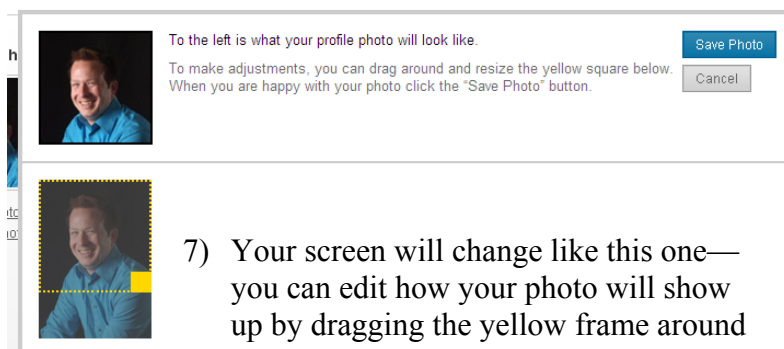 To the left is what your profile photo will look like.
Save Photo
To make adjustments, you can drag around and resize the yellow square below.
When you are happy with your photo click the “Save Photo” button.
Cancel
h
7) Your screen will change like this one—
you can edit how your photo will show
up by dragging the yellow frame around